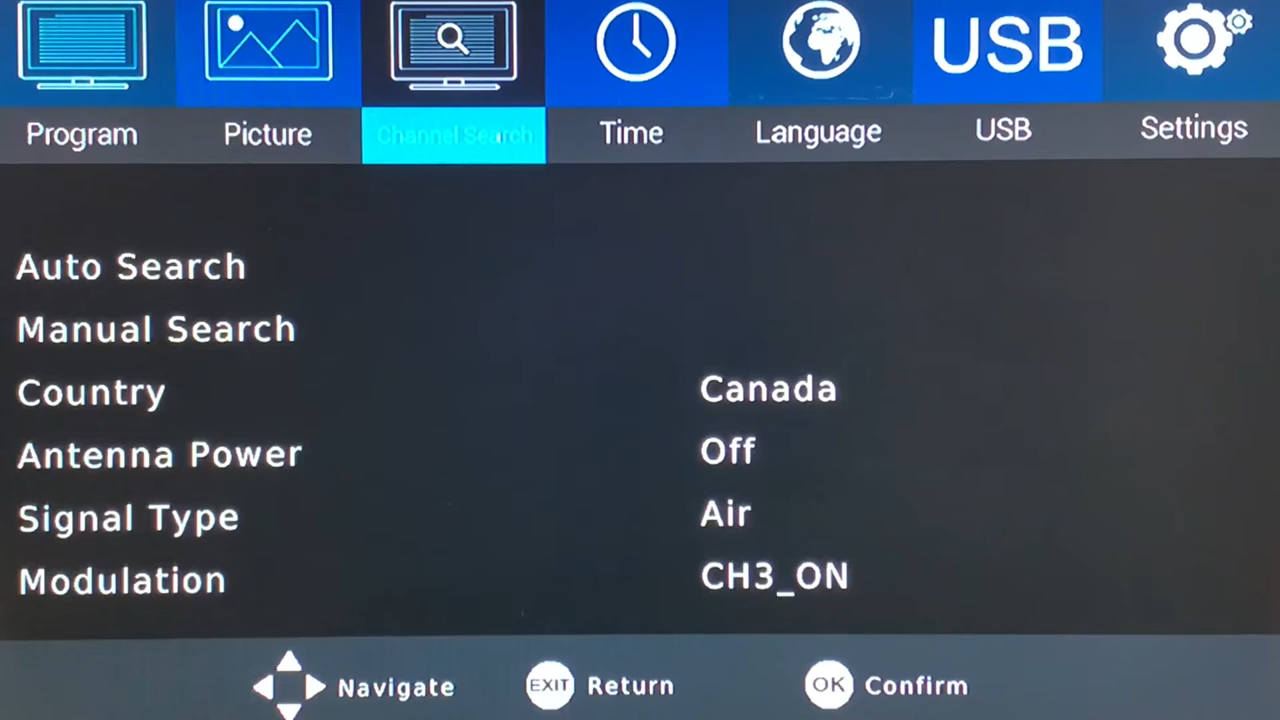 USB
Program Picture Channel Search Time Language USB Settings
Auto Search
Manual Search
Country Canada
Antenna Power Off
Signal Type Air
Modulation CH3_ON
Navigate EXIT Return OK Confirm